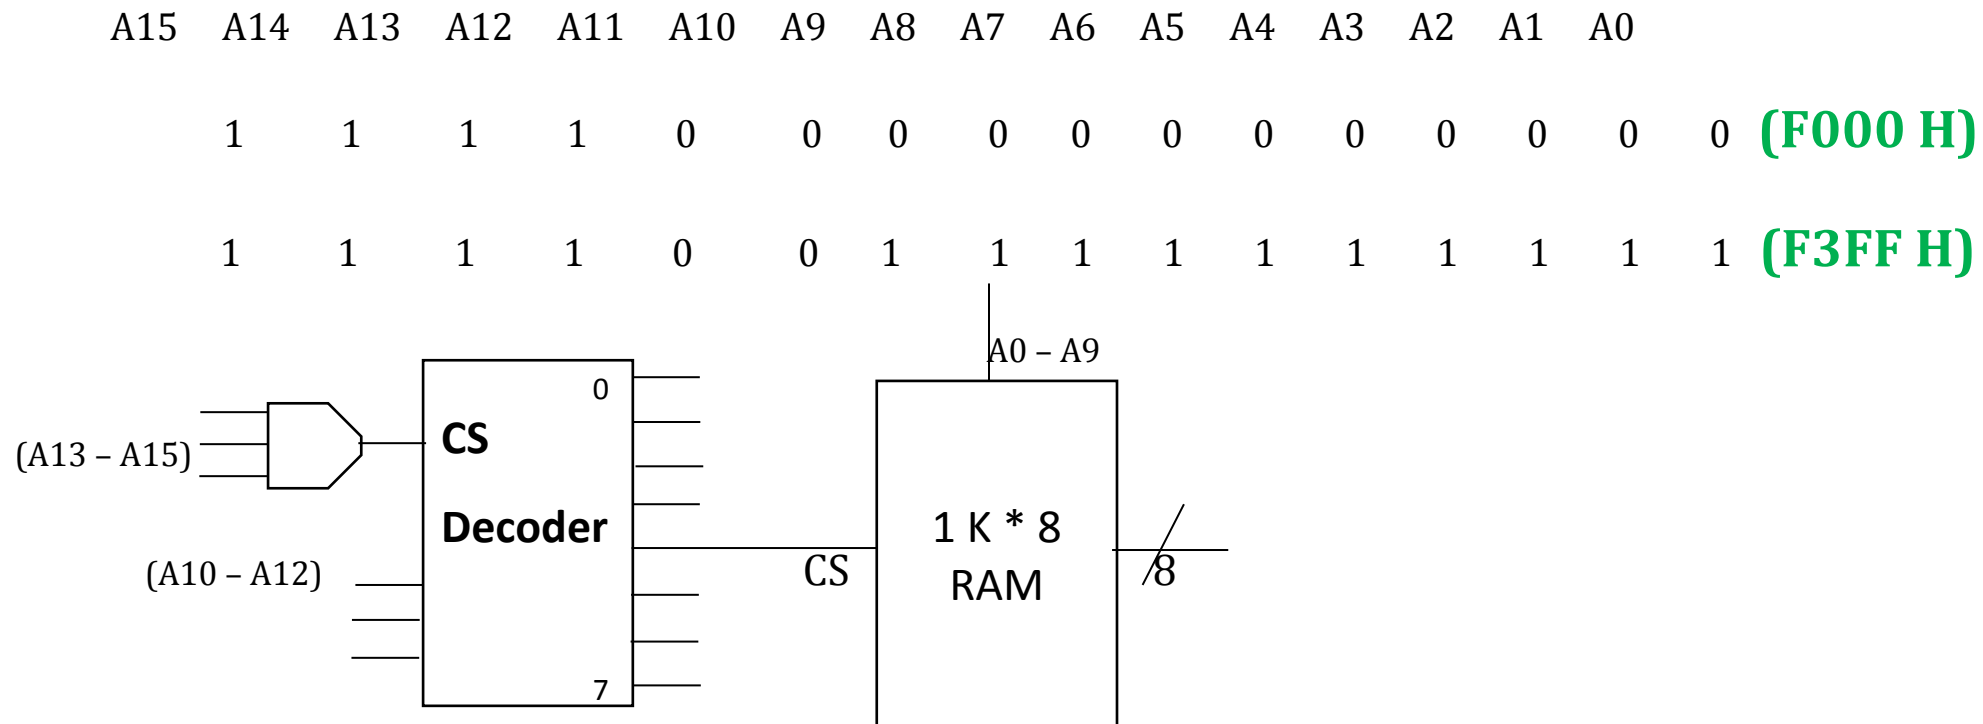 A15 A14 A13 A12 A11 A10 A9 A8 A7 A6 A5 A4 A3 A2 A1 A0
1 1 1 1 0 0 0 0 0 0 0 0 0 0 0 0 (F000 H)
1 1 1 1 0 0 1 1 1 1 1 1 1 1 1 1 (F3FF H)
A0 – A9
0
CS
(A13 – A15)
Decoder
1 K * 8
RAM
(A10 – A12)
CS
8
7